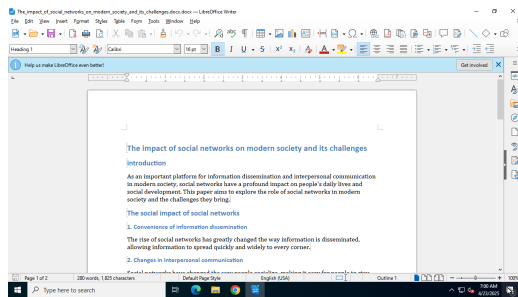 The_impact_of_social_networks_on_modern_society_and_its_challenges.docx.docx — LibreOffice Writer
File Edit View Insert Format Styles Table Form Tools Window Help
Heading 1 Calibri 16 pt
Help us make LibreOffice even better! Get involved
The impact of social networks on modern society and its challenges
introduction
As an important platform for information dissemination and interpersonal communication
in modern society, social networks have a profound impact on people's daily lives and
social development. This paper aims to explore the role of social networks in modern
society and the challenges they bring.
The social impact of social networks
1. Convenience of information dissemination
The rise of social networks has greatly changed the way information is disseminated,
allowing information to spread quickly and widely to every corner.
2. Changes in interpersonal communication
Page 1 of 2 280 words, 1,825 characters Default Page Style English (USA) Outline 1 100%
Type here to search
7:00 AM
6/23/2025